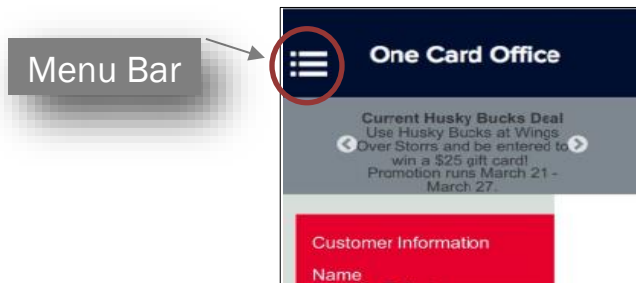 Menu Bar
One Card Office
Current Husky Bucks Deal
Use Husky Bucks at Wings
Over Storrs and be entered to
win a $25 gift card!
Promotion runs March 21 -
March 27.
Customer Information
Name